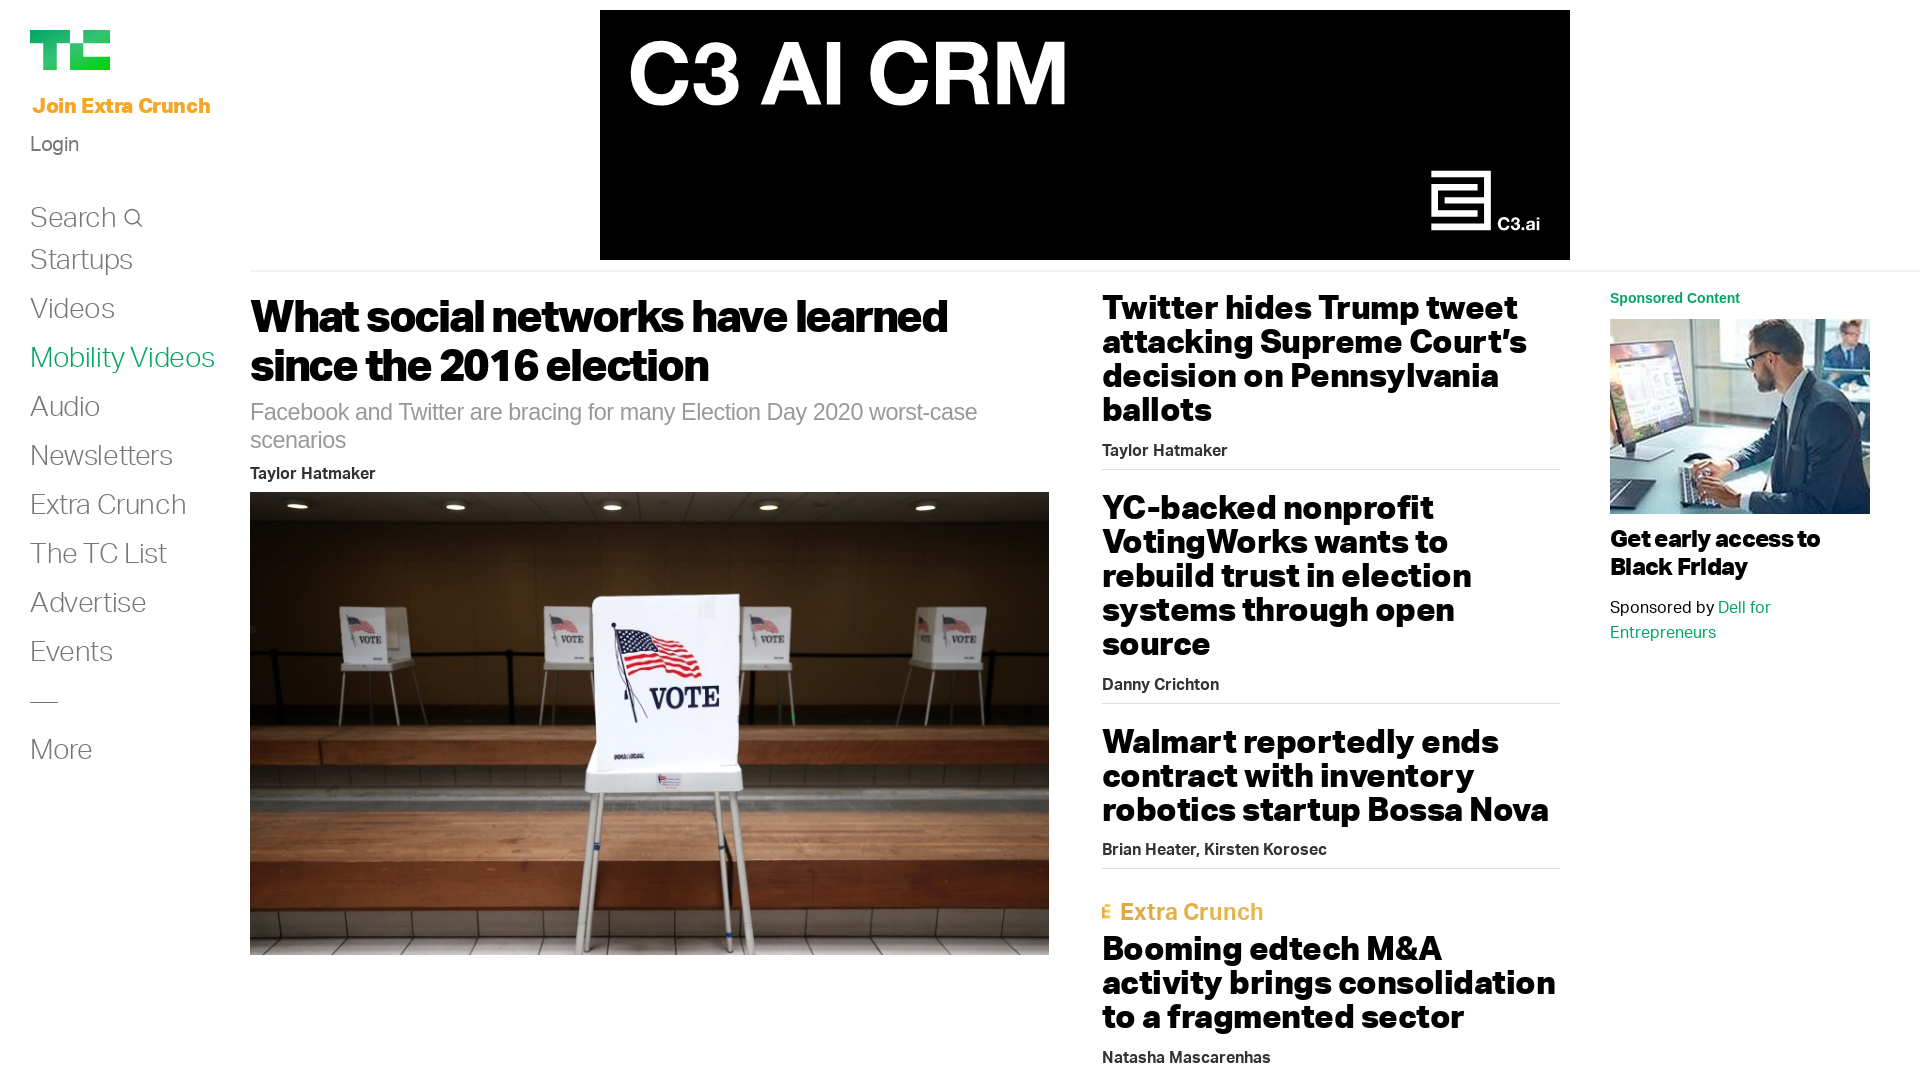 TC
Join Extra Crunch
Login
Search
Startups
Videos
Mobility Videos
Audio
Newsletters
Extra Crunch
The TC List
Advertise
Events
—
More
C3 AI CRM
C3.ai
What social networks have learned
since the 2016 election
Facebook and Twitter are bracing for many Election Day 2020 worst-case
scenarios
Taylor Hatmaker
VOTE
VOTE
VOTE
VOTE
VOTE
Twitter hides Trump tweet
attacking Supreme Court’s
decision on Pennsylvania
ballots
Taylor Hatmaker
YC-backed nonprofit
VotingWorks wants to
rebuild trust in election
systems through open
source
Danny Crichton
Walmart reportedly ends
contract with inventory
robotics startup Bossa Nova
Brian Heater, Kirsten Korosec
Extra Crunch
Booming edtech M&A
activity brings consolidation
to a fragmented sector
Natasha Mascarenhas
Sponsored Content
Get early access to
Black Friday
Sponsored by Dell for
Entrepreneurs